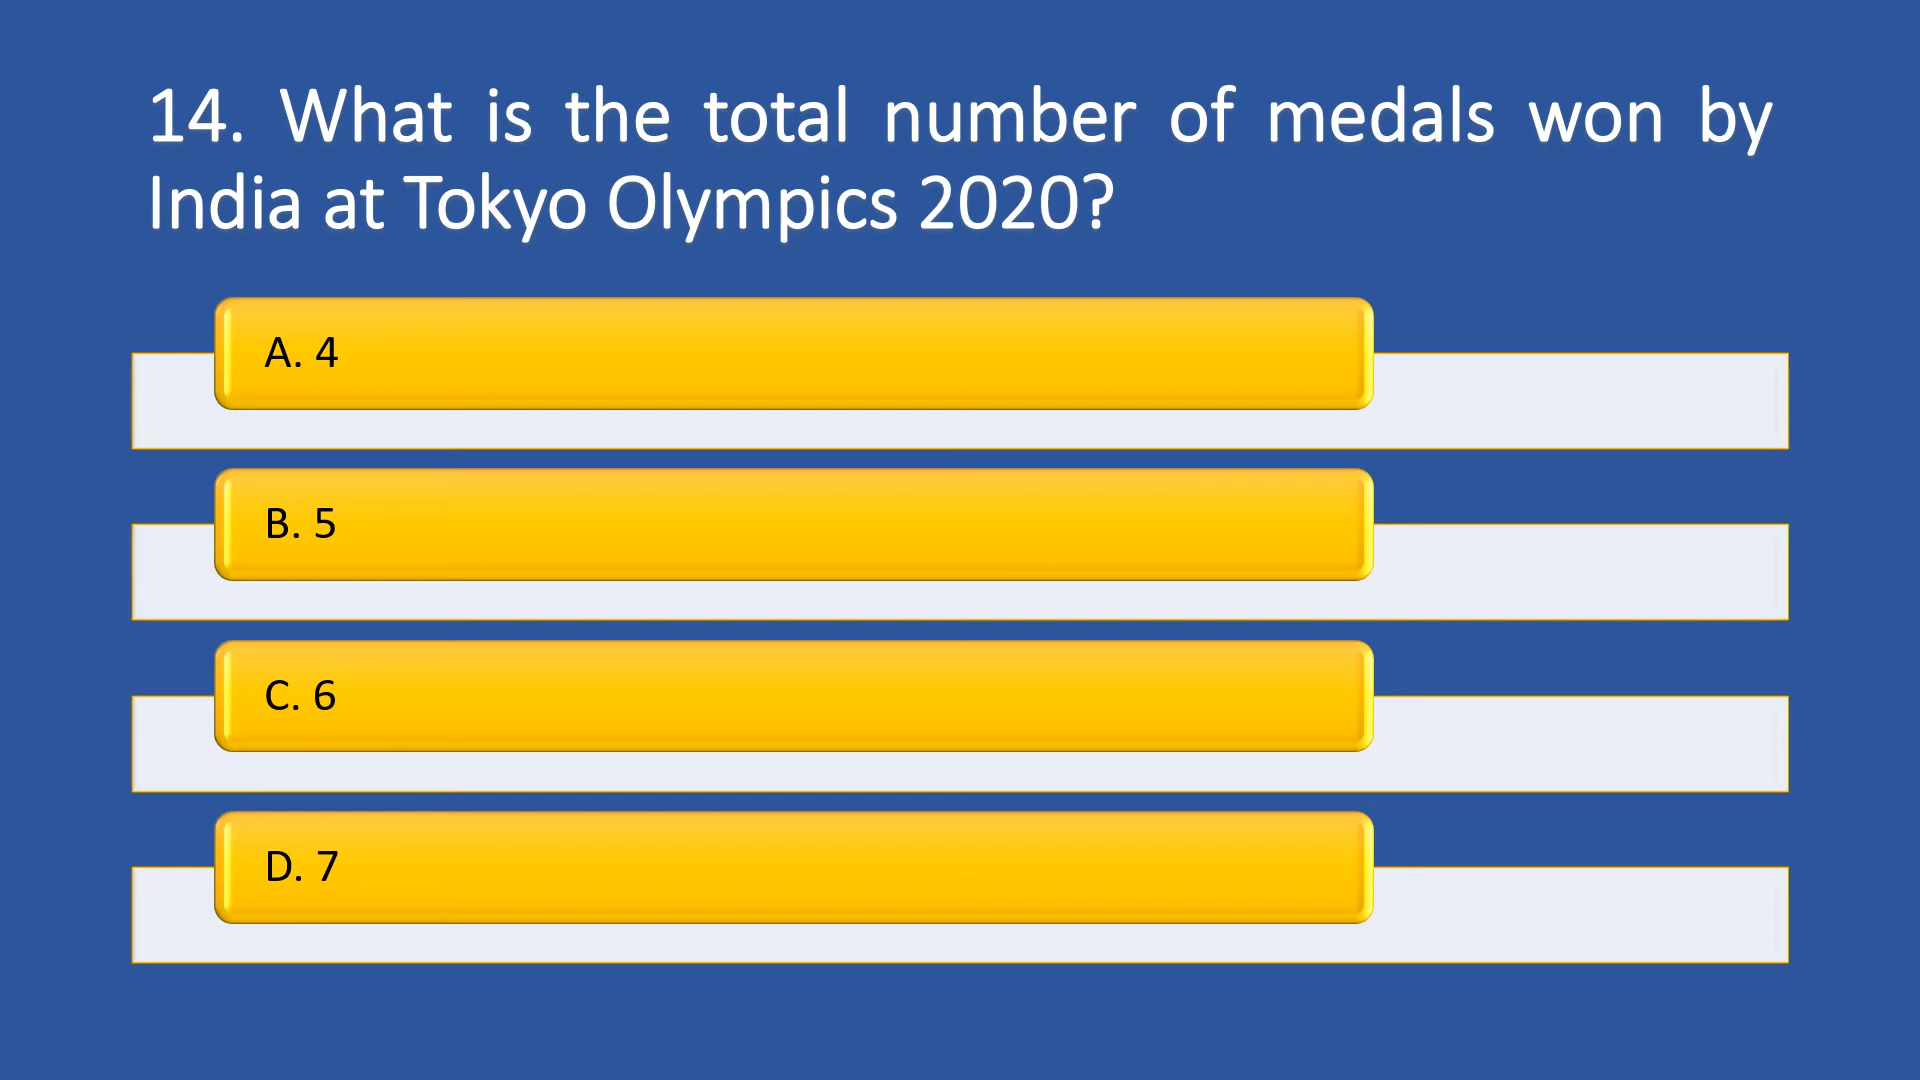 14. What is the total number of medals won by
India at Tokyo Olympics 2020?
A. 4
B. 5
C. 6
D. 7